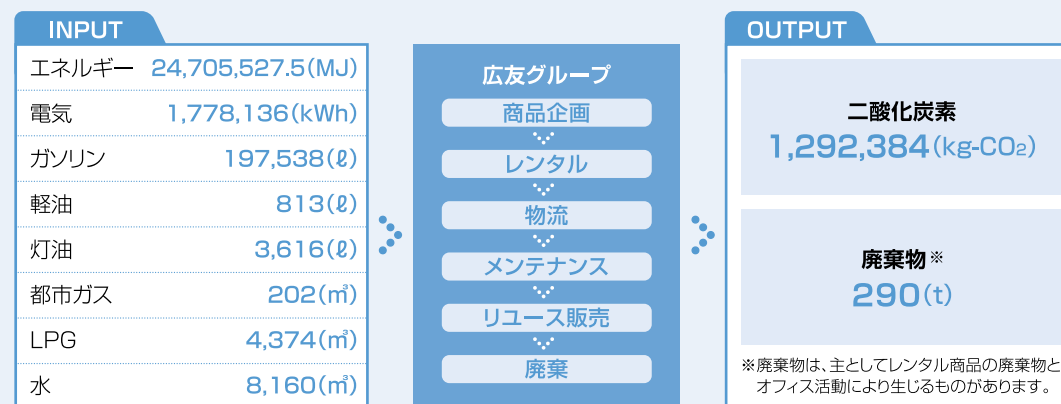 INPUT
エネルギー 24,705,527.5(MJ)
電気 1,778,136(kWh)
ガソリン 197,538(ℓ)
軽油 813(ℓ)
灯油 3,616(ℓ)
都市ガス 202(㎥)
LPG 4,374(㎥)
水 8,160(㎥)
広友グループ
商品企画
レンタル
物流
メンテナンス
リユース販売
廃棄
OUTPUT
二酸化炭素
1,292,384(kg-CO₂)
廃棄物※
290(t)
※廃棄物は、主としてレンタル商品の廃棄物と
オフィス活動により生じるものがあります。